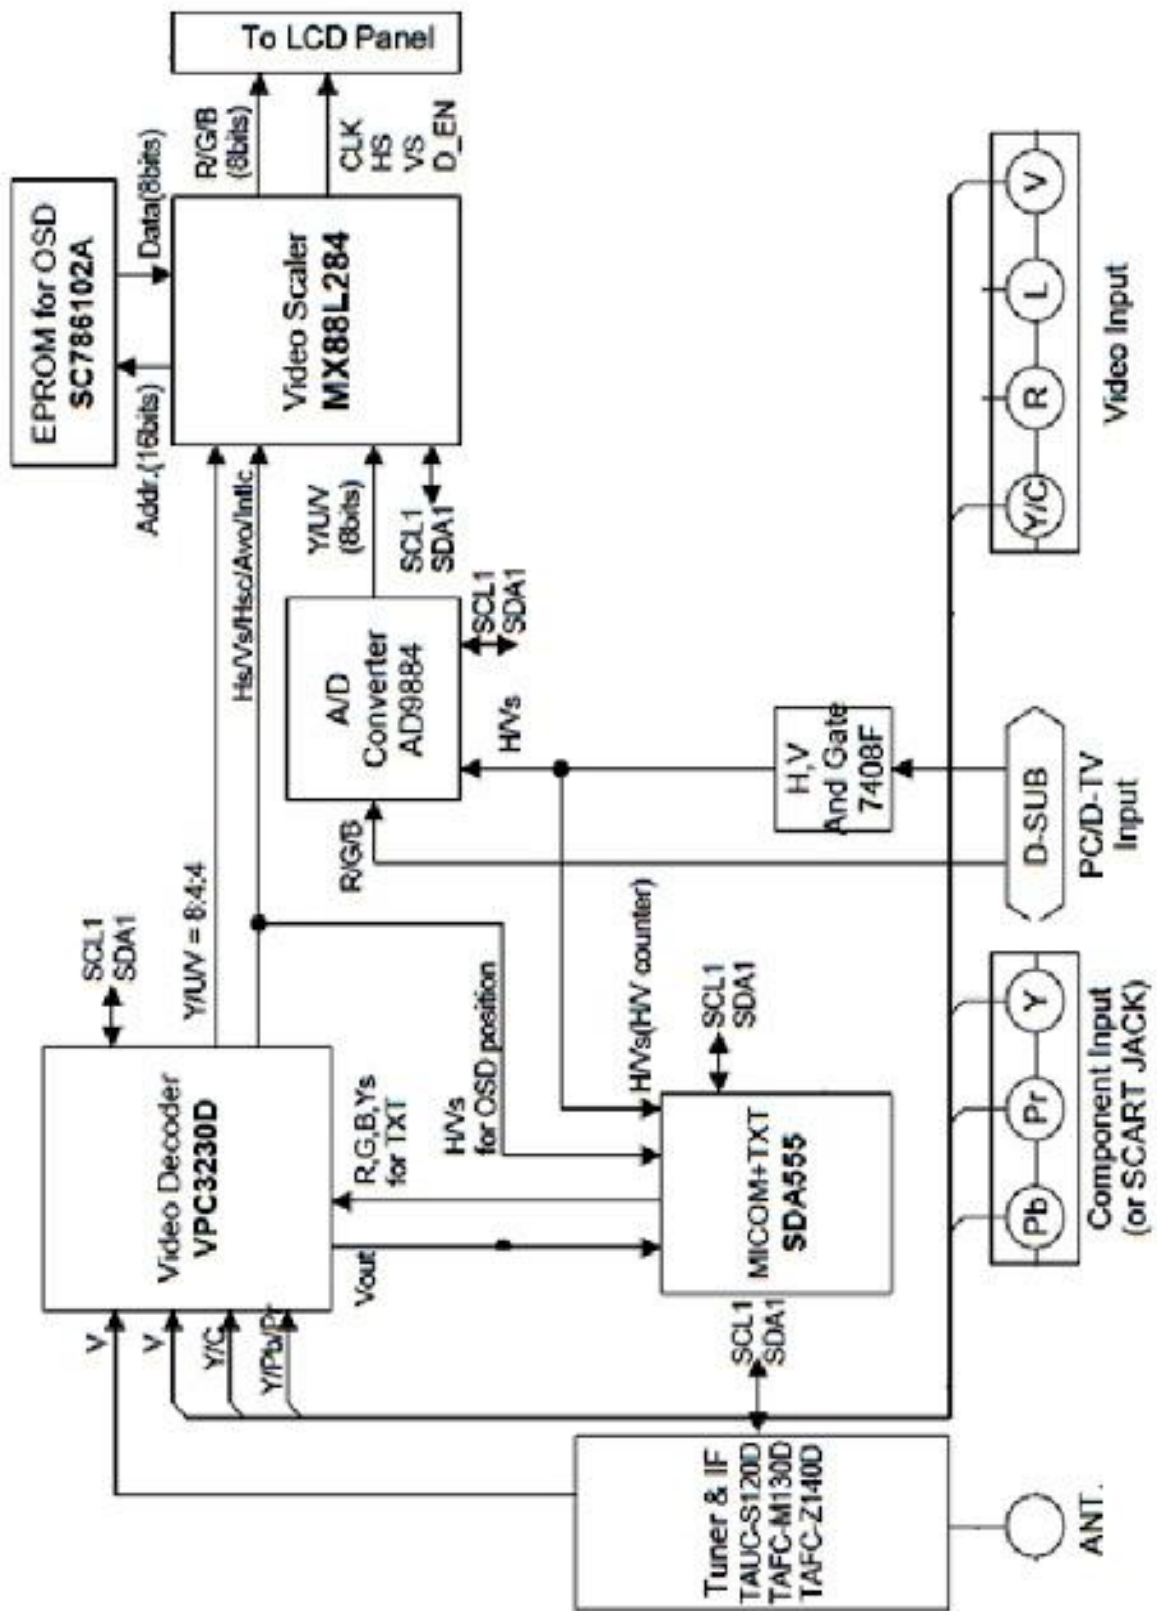 To LCD Panel
R/G/B
(8bits)
CLK
HS
VS
D_EN
EPROM for OSD
SC786102A
Data(8bits)
Addr.(16bits)
Video Scaler
MX88L284
Hs/Vs/Hsc/Avo/Intlc
Y/U/V
(8bits)
SCL1
SDA1
A/D
Converter
AD9884
SCL1
SDA1
H/Vs
R/G/B
Y/U/V = 8:4:4
SCL1
SDA1
Video Decoder
VPC3230D
V
V
Y/C
Y/Pb/Pr
Vout
R,G,B,Ys
for TXT
H/Vs
for OSD position
H/Vs(H/V counter)
SCL1
SDA1
MICOM+TXT
SDA555
SCL1
SDA1
Tuner & IF
TAUC-S120D
TAFC-M130D
TAFC-Z140D
ANT.
H,V
And Gate
7408F
D-SUB
PC/D-TV
Input
Pb
Pr
Y
Component Input
(or SCART JACK)
Y/C
R
L
V
Video Input